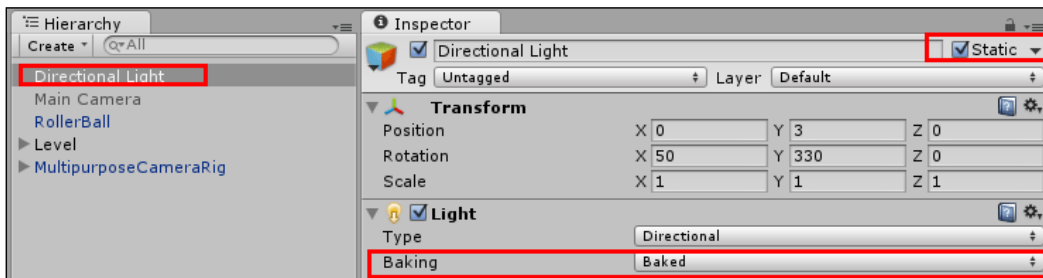 Hierarchy
Create
All
Directional Light
Main Camera
RollerBall
Level
MultipurposeCameraRig
Inspector
Directional Light
Static
Tag Untagged Layer Default
Transform
Position X 0 Y 3 Z 0
Rotation X 50 Y 330 Z 0
Scale X 1 Y 1 Z 1
Light
Type Directional
Baking Baked